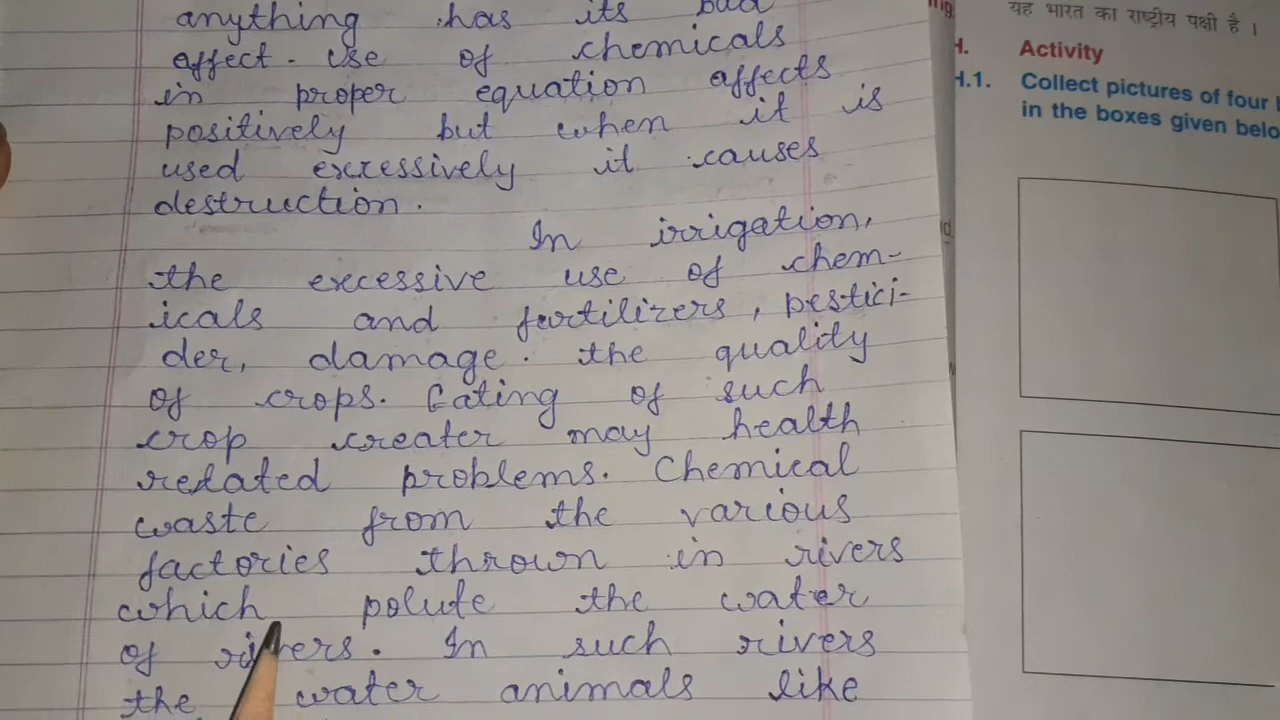 anything has its bad
affect. Use of chemicals
in proper equation affects
positively but when it is
used excessively it causes
destruction.
In irrigation,
the excessive use of chem-
icals and fertilizers, pestici-
der, damage. the quality
of crops. Eating of such
crop creater may health
related problems. Chemical
waste from the various
factories thrown in rivers
which polute the water
of rivers. In such rivers
the water animals like
यह भारत का राष्ट्रीय पक्षी है ।
H. Activity
H.1. Collect pictures of four
in the boxes given belo